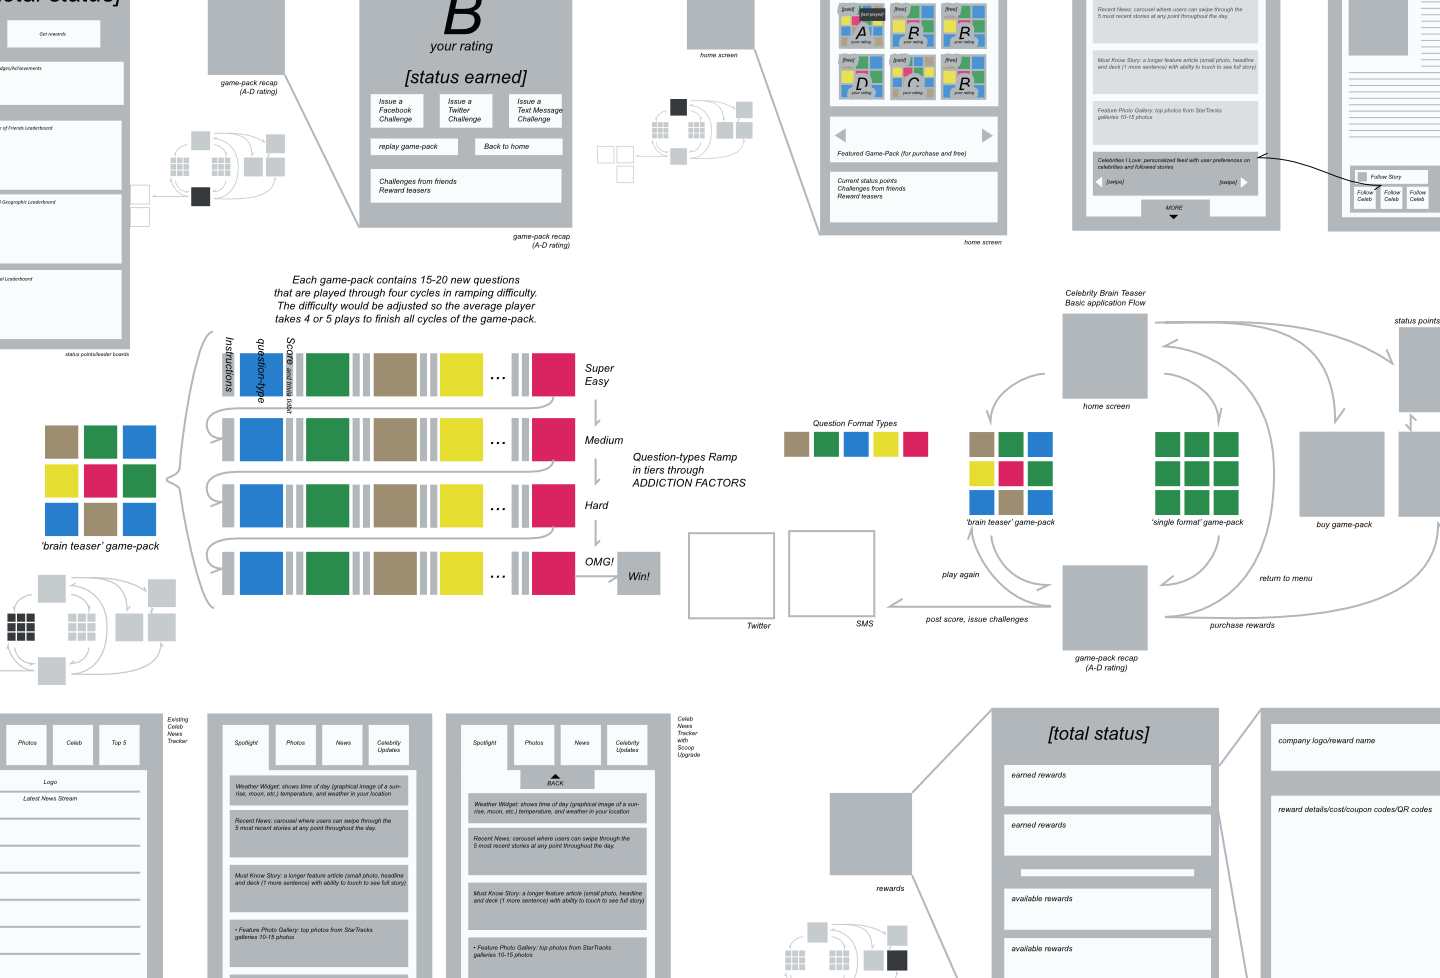 [total status]
Get rewards
dges/Achievements
e of Friends Leaderboard
l Geographic Leaderboard
al Leaderboard
status points/leader boards
game-pack recap
(A-D rating)
B
your rating
[status earned]
Issue a
Facebook
Challenge
Issue a
Twitter
Challenge
Issue a
Text Message
Challenge
replay game-pack
Back to home
Challenges from friends
Reward teasers
game-pack recap
(A-D rating)
home screen
[paid]
[last played]
A
your rating
[free]
B
your rating
[free]
B
your rating
[free]
D
your rating
[paid]
C
your rating
[free]
B
your rating
Featured Game-Pack (for purchase and free)
Current status points
Challenges from friends
Reward teasers
home screen
Recent News: carousel where users can swipe through the
5 most recent stories at any point throughout the day.
Must Know Story: a longer feature article (small photo, headline
and deck (1 more sentence) with ability to touch to see full story)
Feature Photo Gallery: top photos from StarTracks
galleries 10-15 photos
Celebrities I Love: personalized feed with user preferences on
celebrities and followed stories
[swipe]
[swipe]
MORE
Follow Story
Follow
Celeb
Follow
Celeb
Follow
Celeb
Each game-pack contains 15-20 new questions
that are played through four cycles in ramping difficulty.
The difficulty would be adjusted so the average player
takes 4 or 5 plays to finish all cycles of the game-pack.
Instructions
question-type
Score and trivia tidbit
...
Super
Easy
...
Medium
...
Hard
...
OMG!
Win!
Question-types Ramp
in tiers through
ADDICTION FACTORS
'brain teaser' game-pack
Question Format Types
Celebrity Brain Teaser
Basic application Flow
home screen
status points
'brain teaser' game-pack
'single format' game-pack
buy game-pack
play again
return to menu
post score, issue challenges
purchase rewards
Twitter
SMS
game-pack recap
(A-D rating)
Photos
Celeb
Top 5
Logo
Latest News Stream
Existing
Celeb
News
Tracker
Spotlight
Photos
News
Celebrity
Updates
Weather Widget: shows time of day (graphical image of a sun-
rise, moon, etc.) temperature, and weather in your location
Recent News: carousel where users can swipe through the
5 most recent stories at any point throughout the day.
Must Know Story: a longer feature article (small photo, headline
and deck (1 more sentence) with ability to touch to see full story)
• Feature Photo Gallery: top photos from StarTracks
galleries 10-15 photos
Spotlight
Photos
News
Celebrity
Updates
BACK
Weather Widget: shows time of day (graphical image of a sun-
rise, moon, etc.) temperature, and weather in your location
Recent News: carousel where users can swipe through the
5 most recent stories at any point throughout the day.
Must Know Story: a longer feature article (small photo, headline
and deck (1 more sentence) with ability to touch to see full story)
• Feature Photo Gallery: top photos from StarTracks
galleries 10-15 photos
Celeb
News
Tracker
with
Scoop
Upgrade
rewards
[total status]
earned rewards
earned rewards
available rewards
available rewards
company logo/reward name
reward details/cost/coupon codes/QR codes